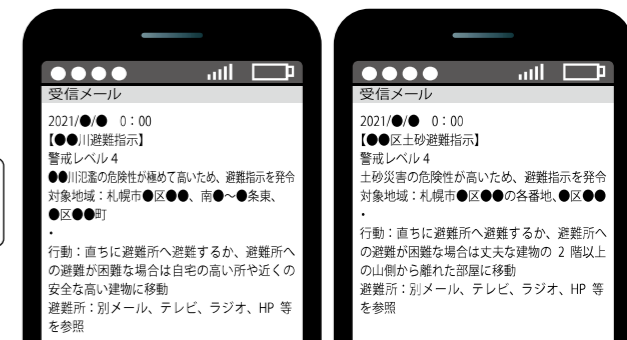 受信メール
2021/●/●　0：00
【●●川避難指示】
警戒レベル４
●●川氾濫の危険性が極めて高いため、避難指示を発令
対象地域：札幌市●区●●、南●～●条東、
●区●●町
・
行動：直ちに避難所へ避難するか、避難所へ
の避難が困難な場合は自宅の高い所や近くの
安全な高い建物に移動
避難所：別メール、テレビ、ラジオ、HP 等
を参照
受信メール
2021/●/●　0：00
【●●区土砂避難指示】
警戒レベル４
土砂災害の危険性が高いため、避難指示を発令
対象地域：札幌市●区●●の各番地、●区●●
・
行動：直ちに避難所へ避難するか、避難所へ
の避難が困難な場合は丈夫な建物の 2 階以上
の山側から離れた部屋に移動
避難所：別メール、テレビ、ラジオ、HP 等
を参照